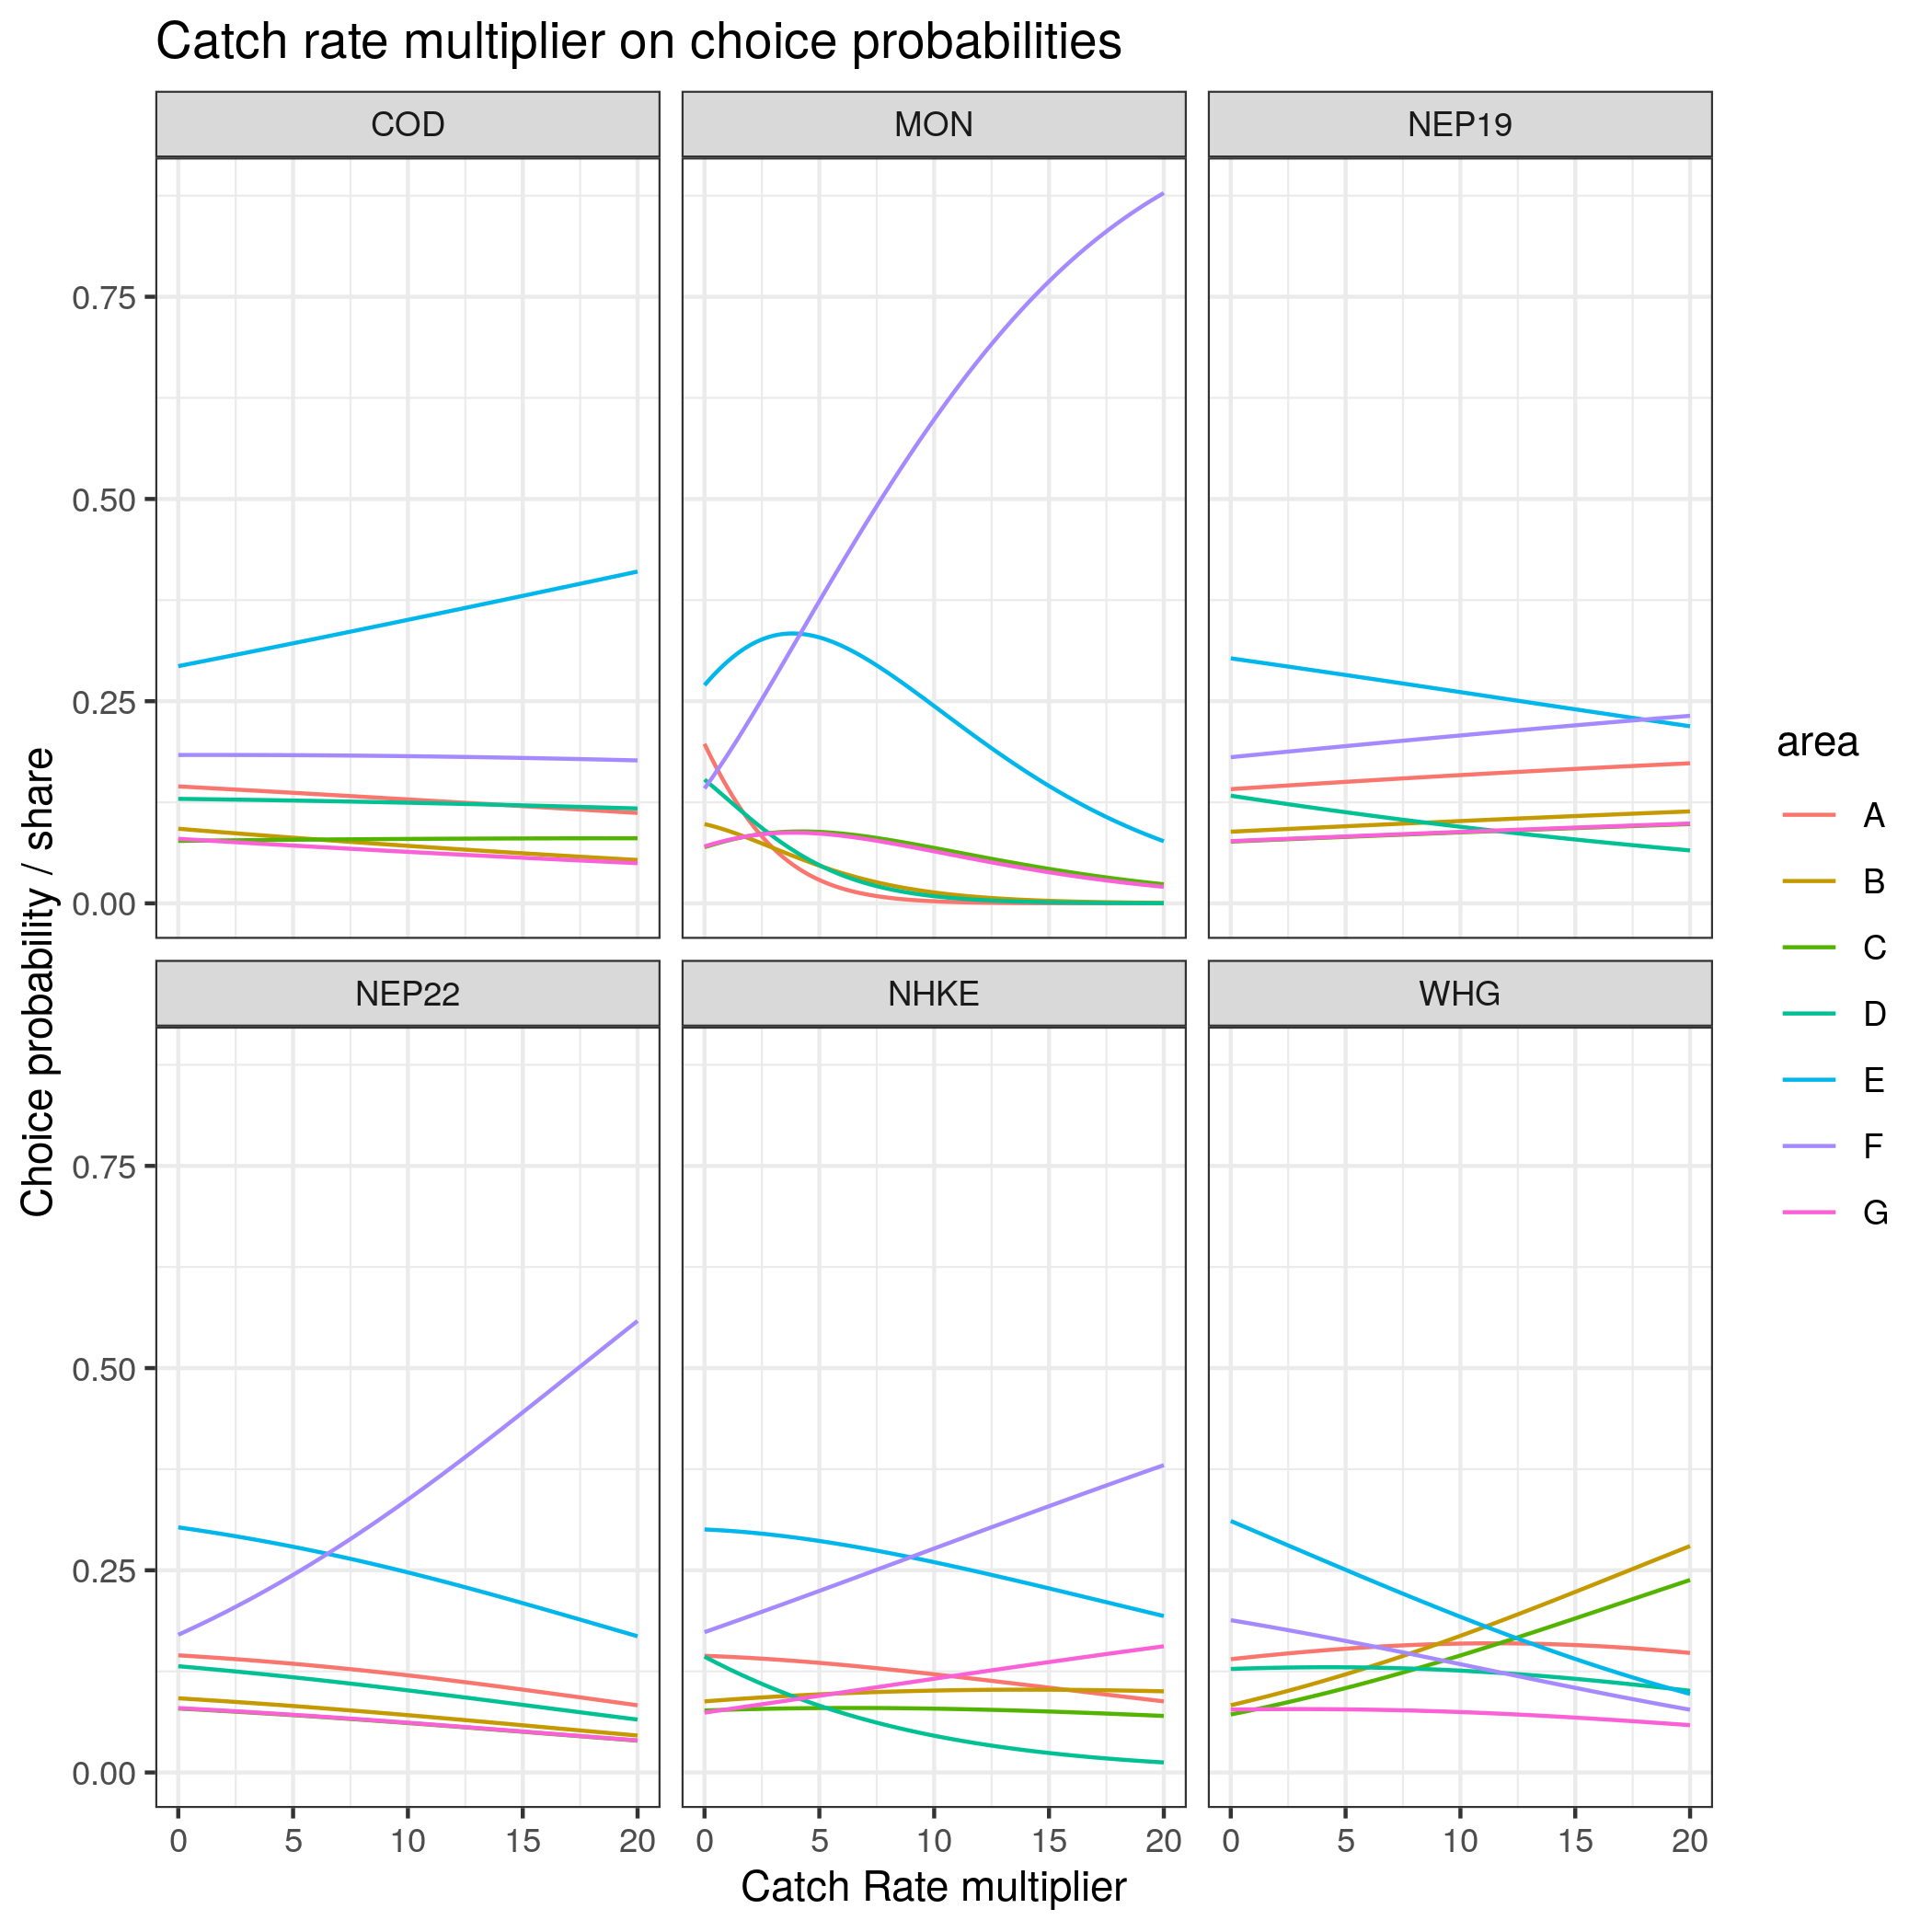 Catch rate multiplier on choice probabilities
COD MON NEP19
0.75
0.50
0.25
0.00
NEP22 NHKE WHG
0.75
0.50
0.25
0.00
0 5 10 15 20 0 5 10 15 20 0 5 10 15 20
Catch Rate multiplier
Choice probability / share
area
A
B
C
D
E
F
G